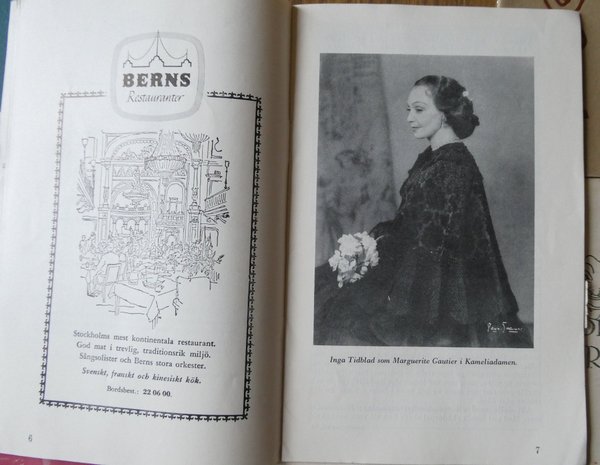 BERNS
Restauranter
Stockholms mest kontinentala restaurant.
God mat i trevlig, traditionsrik miljö.
Sångsolister och Berns stora orkester.
Svenskt, franskt och kinesiskt kök.
Bordsbest.: 22 06 00.
6
Inga Tidblad som Marguerite Gautier i Kameliadamen.
7